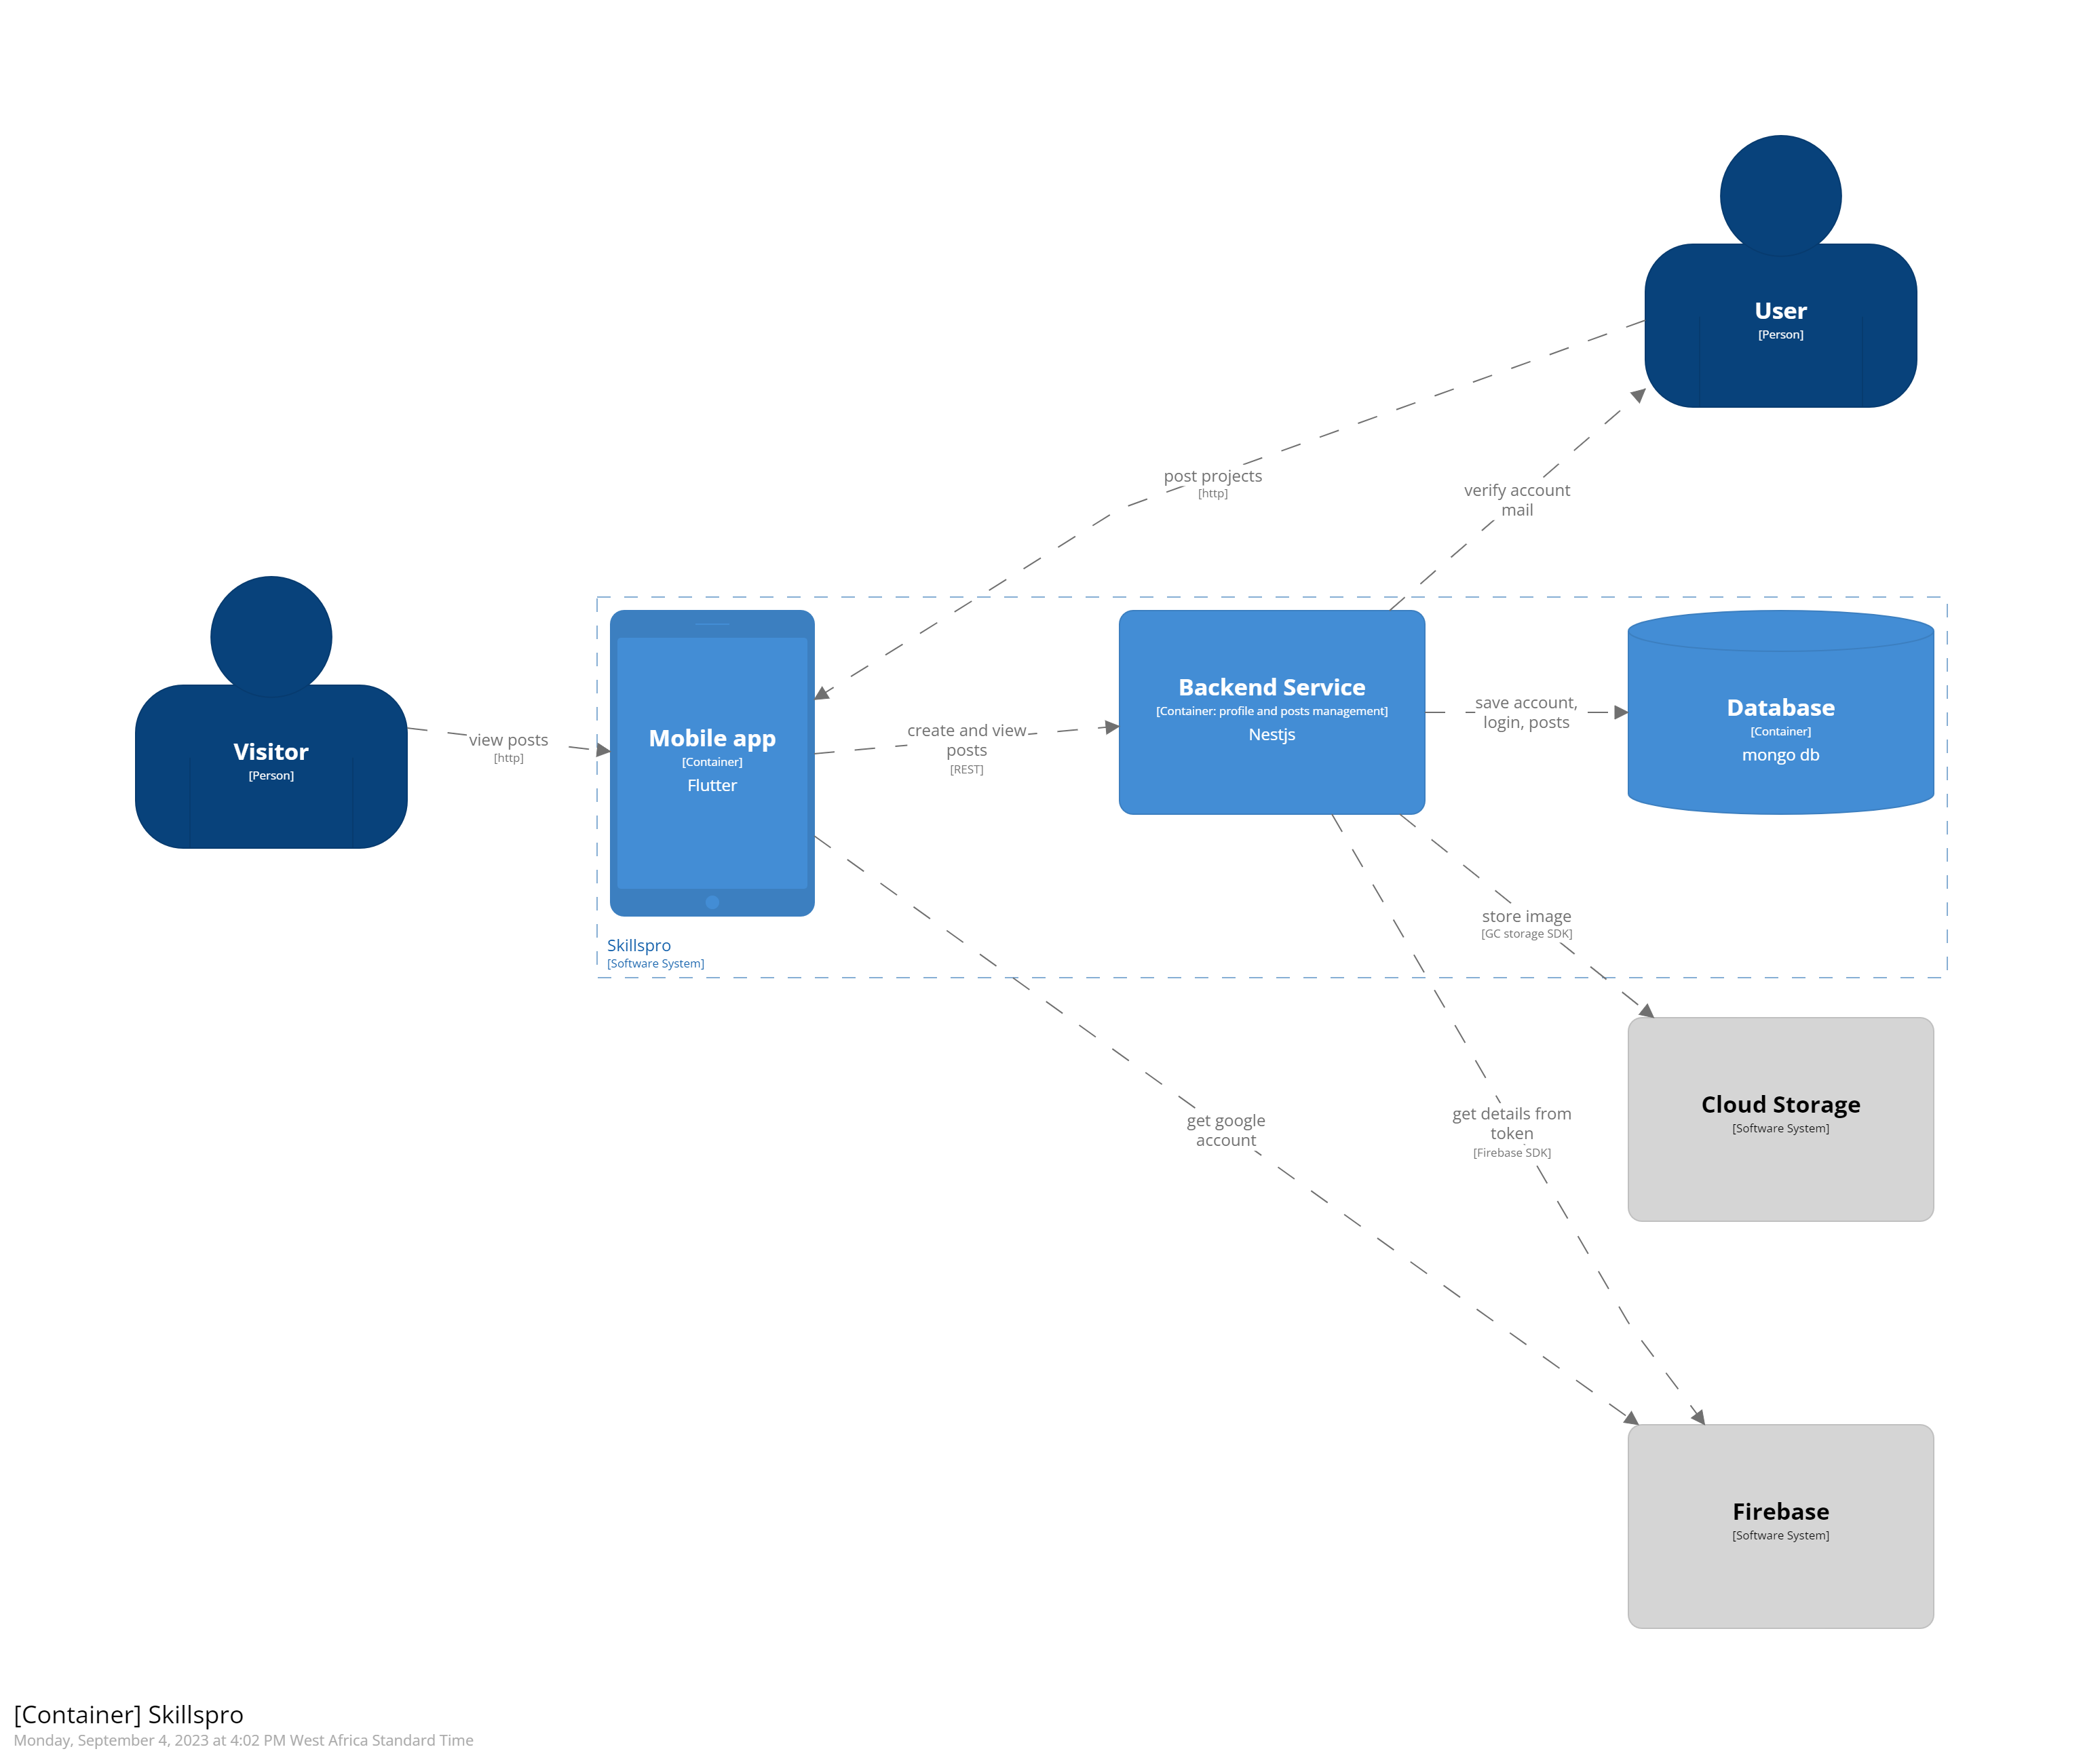 User
[Person]
post projects
[http]
verify account
mail
Visitor
[Person]
view posts
[http]
Mobile app
[Container]
Flutter
create and view
posts
[REST]
Backend Service
[Container: profile and posts management]
Nestjs
save account,
login, posts
Database
[Container]
mongo db
Skillspro
[Software System]
store image
[GC storage SDK]
Cloud Storage
[Software System]
get google
account
get details from
token
[Firebase SDK]
Firebase
[Software System]
[Container] Skillspro
Monday, September 4, 2023 at 4:02 PM West Africa Standard Time